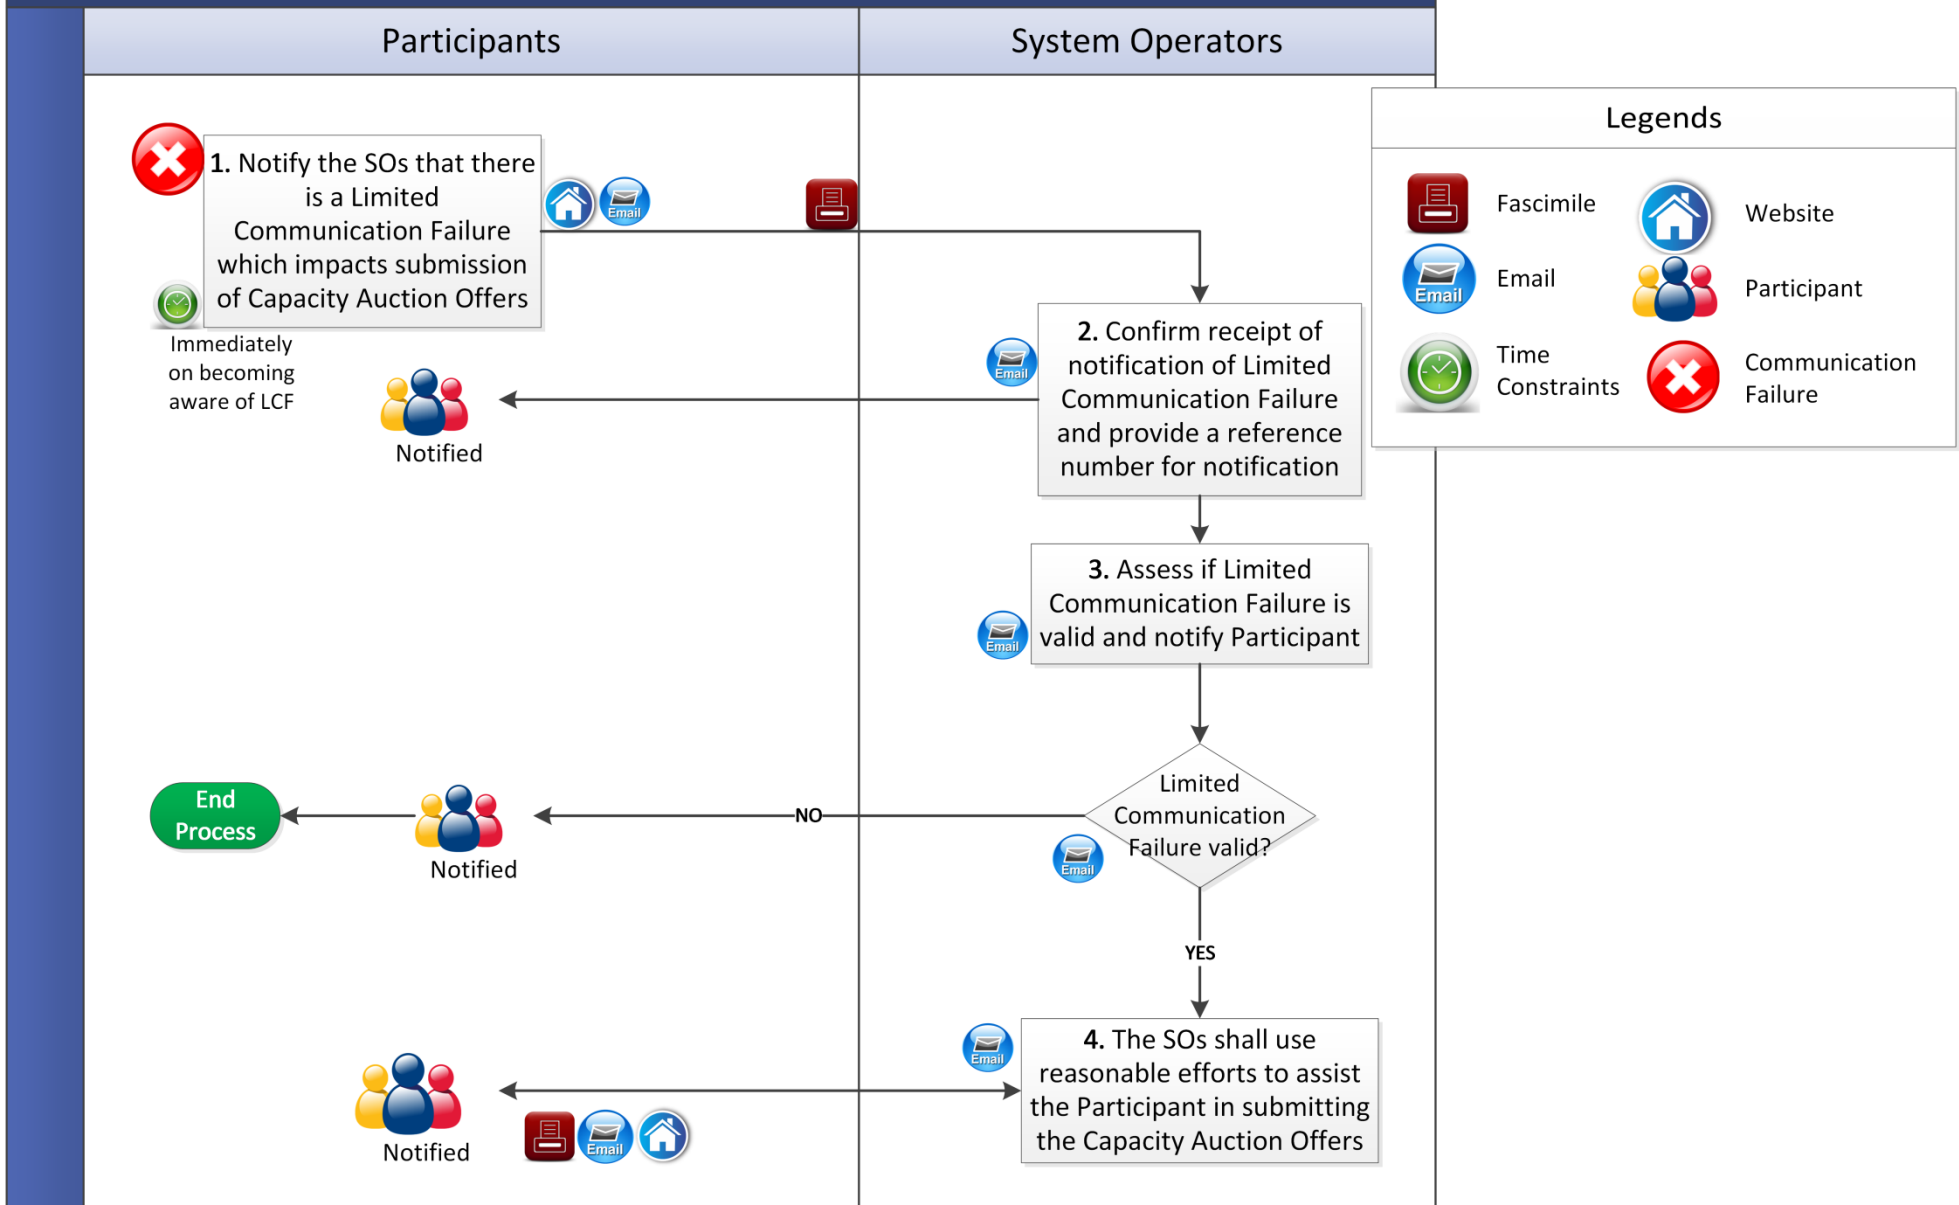 Participants
System Operators
Legends
Fascimile
Website
Email
Email
Participant
Time
Constraints
Communication
Failure
1. Notify the SOs that there
is a Limited
Communication Failure
which impacts submission
of Capacity Auction Offers
Email
Immediately
on becoming
aware of LCF
2. Confirm receipt of
notification of Limited
Communication Failure
and provide a reference
number for notification
Email
Notified
3. Assess if Limited
Communication Failure is
valid and notify Participant
Email
Limited
Communication
Failure valid?
Email
NO
Notified
End
Process
YES
4. The SOs shall use
reasonable efforts to assist
the Participant in submitting
the Capacity Auction Offers
Email
Notified
Email